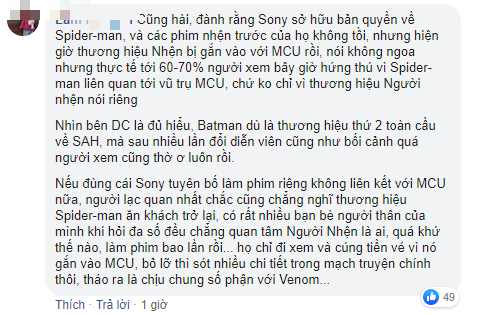 Cũng hài, đành rằng Sony sở hữu bản quyền về
Spider-man, và các phim nhện trước của họ không tồi, nhưng hiện
giờ thương hiệu Nhện bị gắn vào với MCU rồi, nói không ngoa
nhưng thực tế tới 60-70% người xem bây giờ hứng thú vì Spider-
man liên quan tới vũ trụ MCU, chứ ko chỉ vì thương hiệu Người
nhện nói riêng
Nhìn bên DC là đủ hiểu, Batman dù là thương hiệu thứ 2 toàn cầu
về SAH, mà sau nhiều lần đổi diễn viên cũng như bối cảnh quá
người xem cũng thờ ơ luôn rồi.
Nếu đùng cái Sony tuyên bố làm phim riêng không liên kết với MCU
nữa, người lạc quan nhất chắc cũng chẳng nghĩ thương hiệu
Spider-man ăn khách trở lại, có rất nhiều bạn bè người thân của
mình khi hỏi đa số đều chẳng quan tâm Người Nhện là ai, quá khứ
thế nào, làm phim bao lần rồi... họ chỉ đi xem và cúng tiền vé vì nó
gắn vào MCU, bỏ lỡ thì sót nhiều chi tiết trong mạch truyện chính
thôi, tháo ra là chịu chung số phận với Venom...
49
Thích · Trả lời · 1 giờ